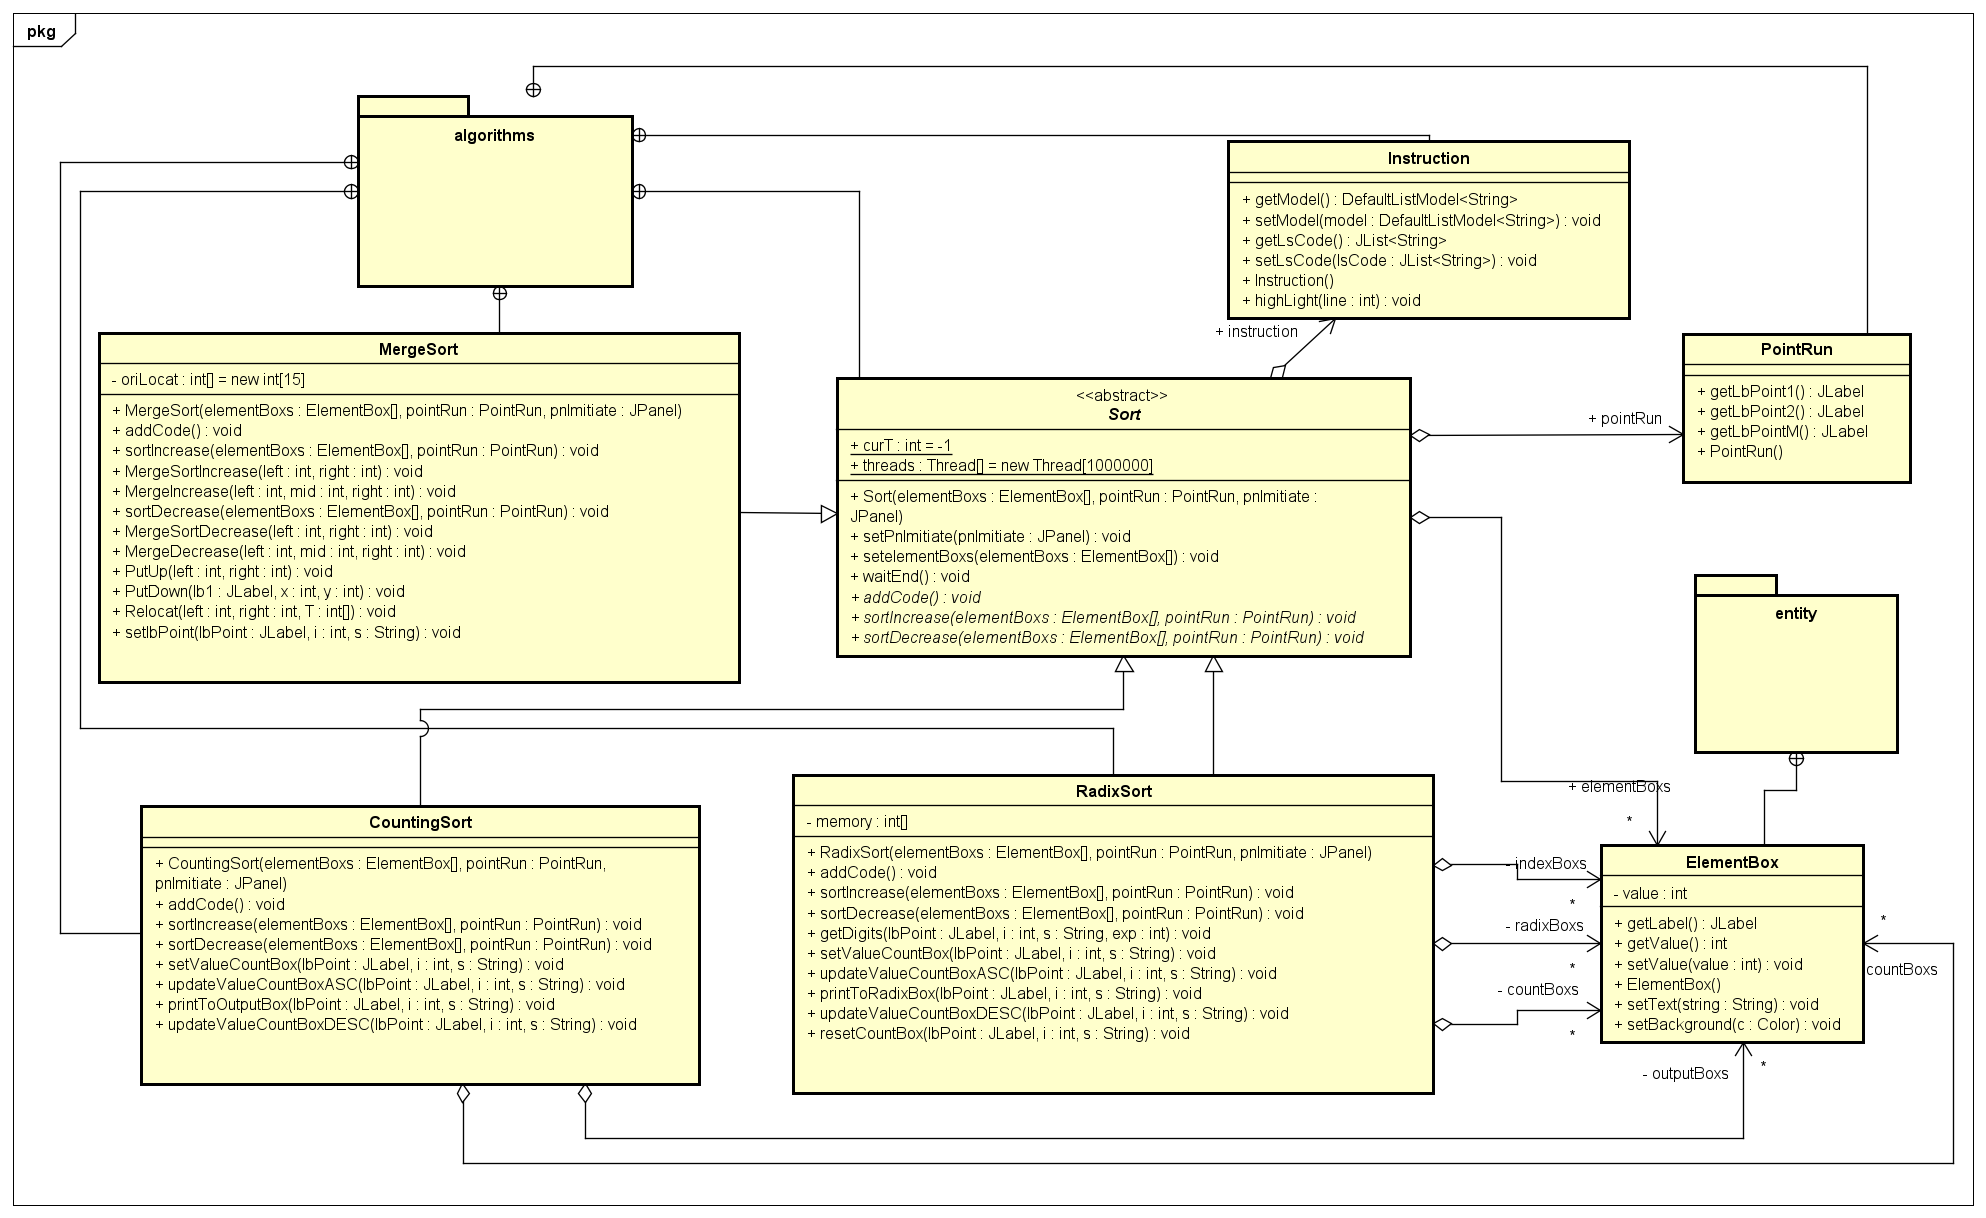 pkg
algorithms
Instruction
+ getModel() : DefaultListModel<String>
+ setModel(model : DefaultListModel<String>) : void
+ getLsCode() : JList<String>
+ setLsCode(lsCode : JList<String>) : void
+ Instruction()
+ highLight(line : int) : void
+ instruction
MergeSort
- oriLocat : int[] = new int[15]
+ MergeSort(elementBoxs : ElementBox[], pointRun : PointRun, pnImitiate : JPanel)
+ addCode() : void
+ sortIncrease(elementBoxs : ElementBox[], pointRun : PointRun) : void
+ MergeSortIncrease(left : int, right : int) : void
+ MergeIncrease(left : int, mid : int, right : int) : void
+ sortDecrease(elementBoxs : ElementBox[], pointRun : PointRun) : void
+ MergeSortDecrease(left : int, right : int) : void
+ MergeDecrease(left : int, mid : int, right : int) : void
+ PutUp(left : int, right : int) : void
+ PutDown(lb1 : JLabel, x : int, y : int) : void
+ Relocat(left : int, right : int, T : int[]) : void
+ setlbPoint(lbPoint : JLabel, i : int, s : String) : void
<<abstract>>
Sort
+ curT : int = -1
+ threads : Thread[] = new Thread[1000000]
+ Sort(elementBoxs : ElementBox[], pointRun : PointRun, pnImitiate :
JPanel)
+ setPnImitiate(pnImitiate : JPanel) : void
+ setelementBoxs(elementBoxs : ElementBox[]) : void
+ waitEnd() : void
+ addCode() : void
+ sortIncrease(elementBoxs : ElementBox[], pointRun : PointRun) : void
+ sortDecrease(elementBoxs : ElementBox[], pointRun : PointRun) : void
+ pointRun
PointRun
+ getLbPoint1() : JLabel
+ getLbPoint2() : JLabel
+ getLbPointM() : JLabel
+ PointRun()
entity
+ elementBoxs
*
CountingSort
+ CountingSort(elementBoxs : ElementBox[], pointRun : PointRun,
pnImitiate : JPanel)
+ addCode() : void
+ sortIncrease(elementBoxs : ElementBox[], pointRun : PointRun) : void
+ sortDecrease(elementBoxs : ElementBox[], pointRun : PointRun) : void
+ setValueCountBox(lbPoint : JLabel, i : int, s : String) : void
+ updateValueCountBoxASC(lbPoint : JLabel, i : int, s : String) : void
+ printToOutputBox(lbPoint : JLabel, i : int, s : String) : void
+ updateValueCountBoxDESC(lbPoint : JLabel, i : int, s : String) : void
RadixSort
- memory : int[]
+ RadixSort(elementBoxs : ElementBox[], pointRun : PointRun, pnImitiate : JPanel)
+ addCode() : void
+ sortIncrease(elementBoxs : ElementBox[], pointRun : PointRun) : void
+ sortDecrease(elementBoxs : ElementBox[], pointRun : PointRun) : void
+ getDigits(lbPoint : JLabel, i : int, s : String, exp : int) : void
+ setValueCountBox(lbPoint : JLabel, i : int, s : String) : void
+ updateValueCountBoxASC(lbPoint : JLabel, i : int, s : String) : void
+ printToRadixBox(lbPoint : JLabel, i : int, s : String) : void
+ updateValueCountBoxDESC(lbPoint : JLabel, i : int, s : String) : void
+ resetCountBox(lbPoint : JLabel, i : int, s : String) : void
- indexBoxs
*
- radixBoxs
*
- countBoxs
*
ElementBox
- value : int
+ getLabel() : JLabel
+ getValue() : int
+ setValue(value : int) : void
+ ElementBox()
+ setText(string : String) : void
+ setBackground(c : Color) : void
*
countBoxs
- outputBoxs
*